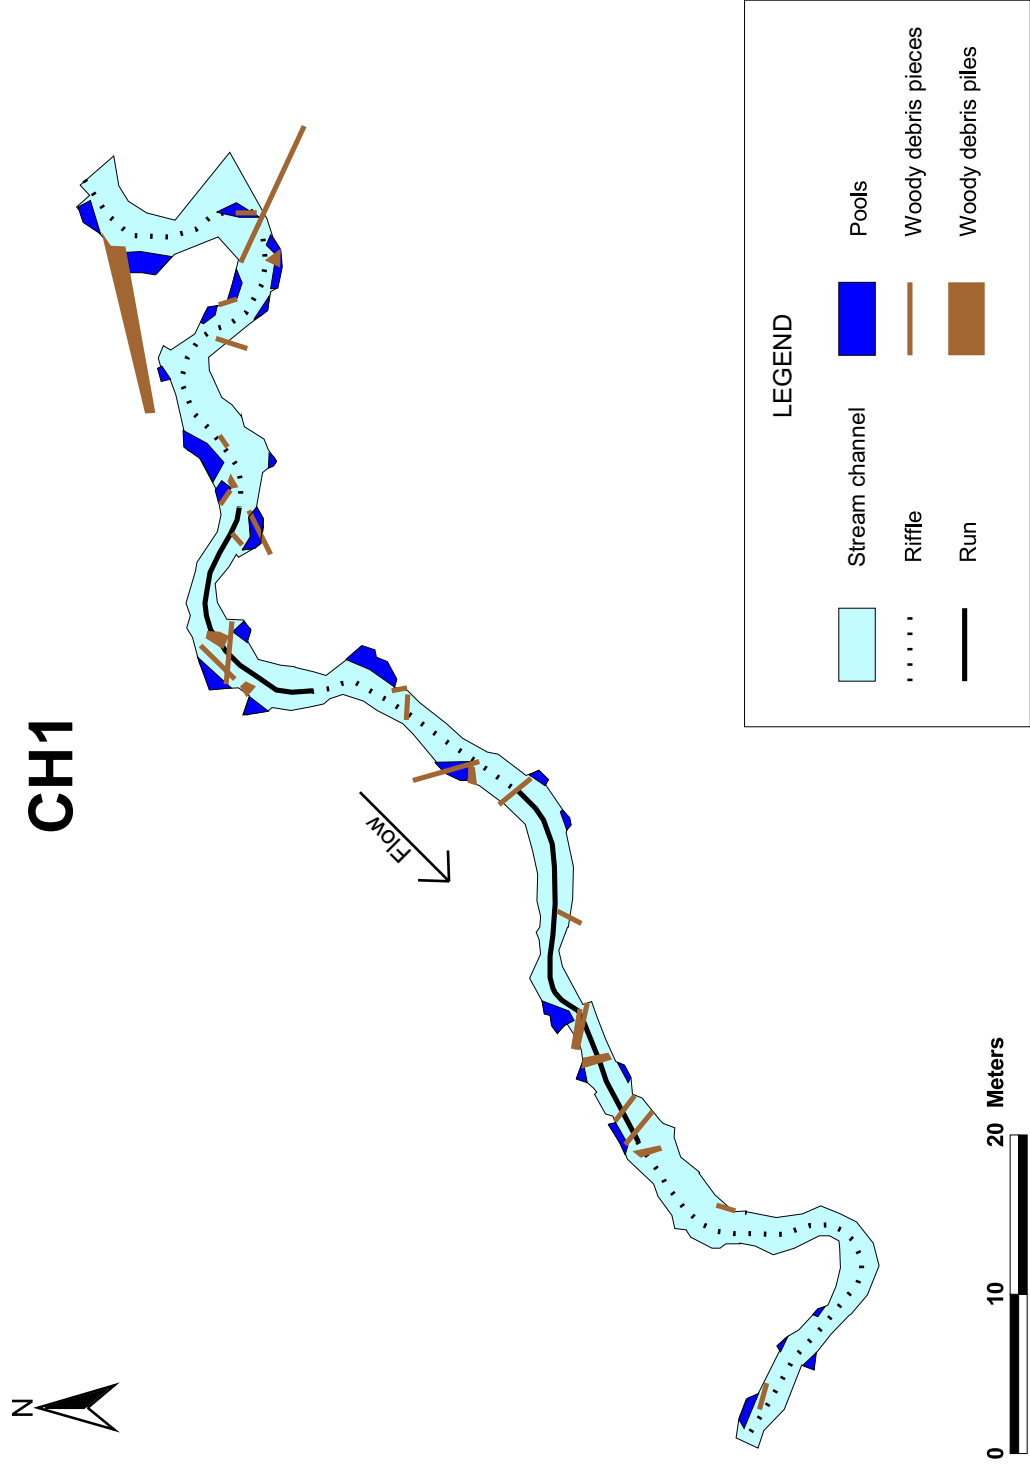 CH1
N
Flow
LEGEND
Stream channel
Pools
Riffle
Woody debris pieces
Run
Woody debris piles
0 10 20 Meters